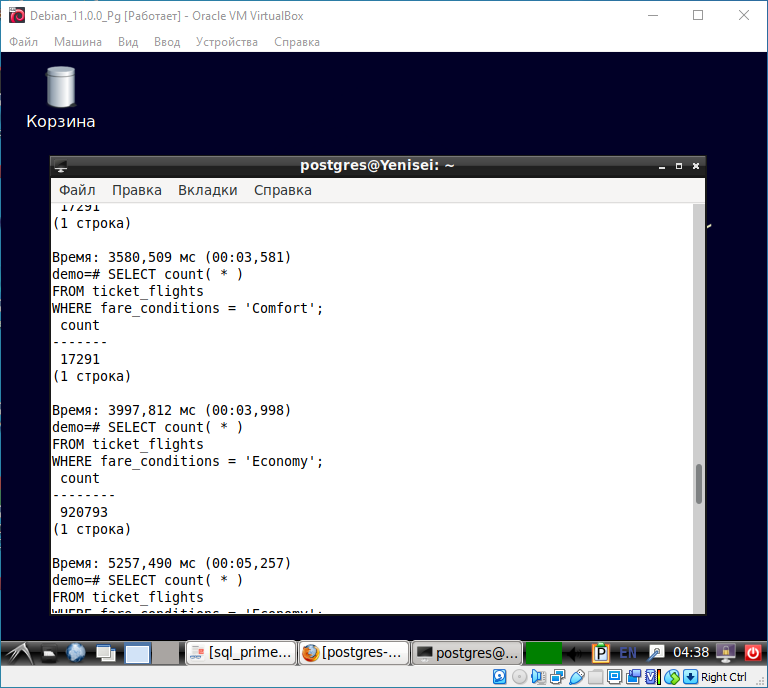 Debian_11.0.0_Pg [Работает] - Oracle VM VirtualBox
Файл Машина Вид Ввод Устройства Справка
Корзина
postgres@Yenisei: ~
Файл Правка Вкладки Справка
17291
(1 строка)
Время: 3580,509 мс (00:03,581)
demo=# SELECT count( * )
FROM ticket_flights
WHERE fare_conditions = 'Comfort';
count
-------
17291
(1 строка)
Время: 3997,812 мс (00:03,998)
demo=# SELECT count( * )
FROM ticket_flights
WHERE fare_conditions = 'Economy';
count
--------
920793
(1 строка)
Время: 5257,490 мс (00:05,257)
demo=# SELECT count( * )
FROM ticket_flights
WHERE fare_conditions = 'Economy';
[sql_prime... [postgres-... postgres@... P EN 04:38
Right Ctrl